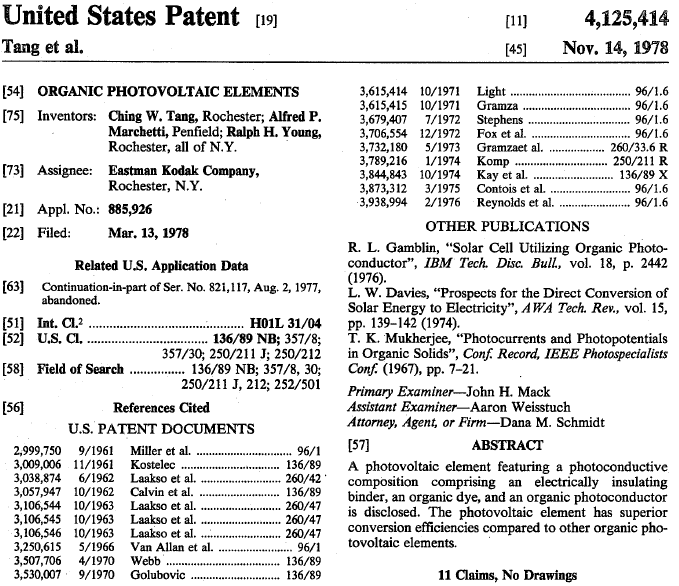 United States Patent [19]
[11] 4,125,414
Tang et al.
[45] Nov. 14, 1978
[54] ORGANIC PHOTOVOLTAIC ELEMENTS
[75] Inventors: Ching W. Tang, Rochester; Alfred P.
Marchetti, Penfield; Ralph H. Young,
Rochester, all of N.Y.
[73] Assignee: Eastman Kodak Company,
Rochester, N.Y.
[21] Appl. No.: 885,926
[22] Filed: Mar. 13, 1978
Related U.S. Application Data
[63] Continuation-in-part of Ser. No. 821,117, Aug. 2, 1977,
abandoned.
[51] Int. Cl.² .................................... H01L 31/04
[52] U.S. Cl. .............................. 136/89 NB; 357/8;
357/30; 250/211 J; 250/212
[58] Field of Search ............... 136/89 NB; 357/8, 30;
250/211 J, 212; 252/501
[56] References Cited
U.S. PATENT DOCUMENTS
2,999,750 9/1961 Miller et al. ............................ 96/1
3,009,006 11/1961 Kostelec ................................ 136/89
3,038,874 6/1962 Laakso et al. .......................... 260/42
3,057,947 10/1962 Calvin et al. .......................... 136/89
3,106,544 10/1963 Laakso et al. .......................... 260/47
3,106,545 10/1963 Laakso et al. .......................... 260/47
3,106,546 10/1963 Laakso et al. .......................... 260/47
3,250,615 5/1966 Van Allan et al. ...................... 96/1
3,507,706 4/1970 Webb .................................... 136/89
3,530,007 9/1970 Golubovic .............................. 136/89
3,615,414 10/1971 Light .................................... 96/1.6
3,615,415 10/1971 Gramza .................................. 96/1.6
3,679,407 7/1972 Stephens ................................ 96/1.6
3,706,554 12/1972 Fox et al. .............................. 96/1.6
3,732,180 5/1973 Gramzaet al. .................. 260/33.6 R
3,789,216 1/1974 Komp .............................. 250/211 R
3,844,843 10/1974 Kay et al. .......................... 136/89 X
3,873,312 3/1975 Contois et al. .......................... 96/1.6
3,938,994 2/1976 Reynolds et al. ........................ 96/1.6
OTHER PUBLICATIONS
R. L. Gamblin, "Solar Cell Utilizing Organic Photo-
conductor", IBM Tech. Disc. Bull., vol. 18, p. 2442
(1976).
L. W. Davies, "Prospects for the Direct Conversion of
Solar Energy to Electricity", AWA Tech. Rev., vol. 15,
pp. 139-142 (1974).
T. K. Mukherjee, "Photocurrents and Photopotentials
in Organic Solids", Conf. Record, IEEE Photospecialists
Conf. (1967), pp. 7-21.
Primary Examiner—John H. Mack
Assistant Examiner—Aaron Weisstuch
Attorney, Agent, or Firm—Dana M. Schmidt
[57] ABSTRACT
A photovoltaic element featuring a photoconductive
composition comprising an electrically insulating
binder, an organic dye, and an organic photoconductor
is disclosed. The photovoltaic element has superior
conversion efficiencies compared to other organic pho-
tovoltaic elements.
11 Claims, No Drawings